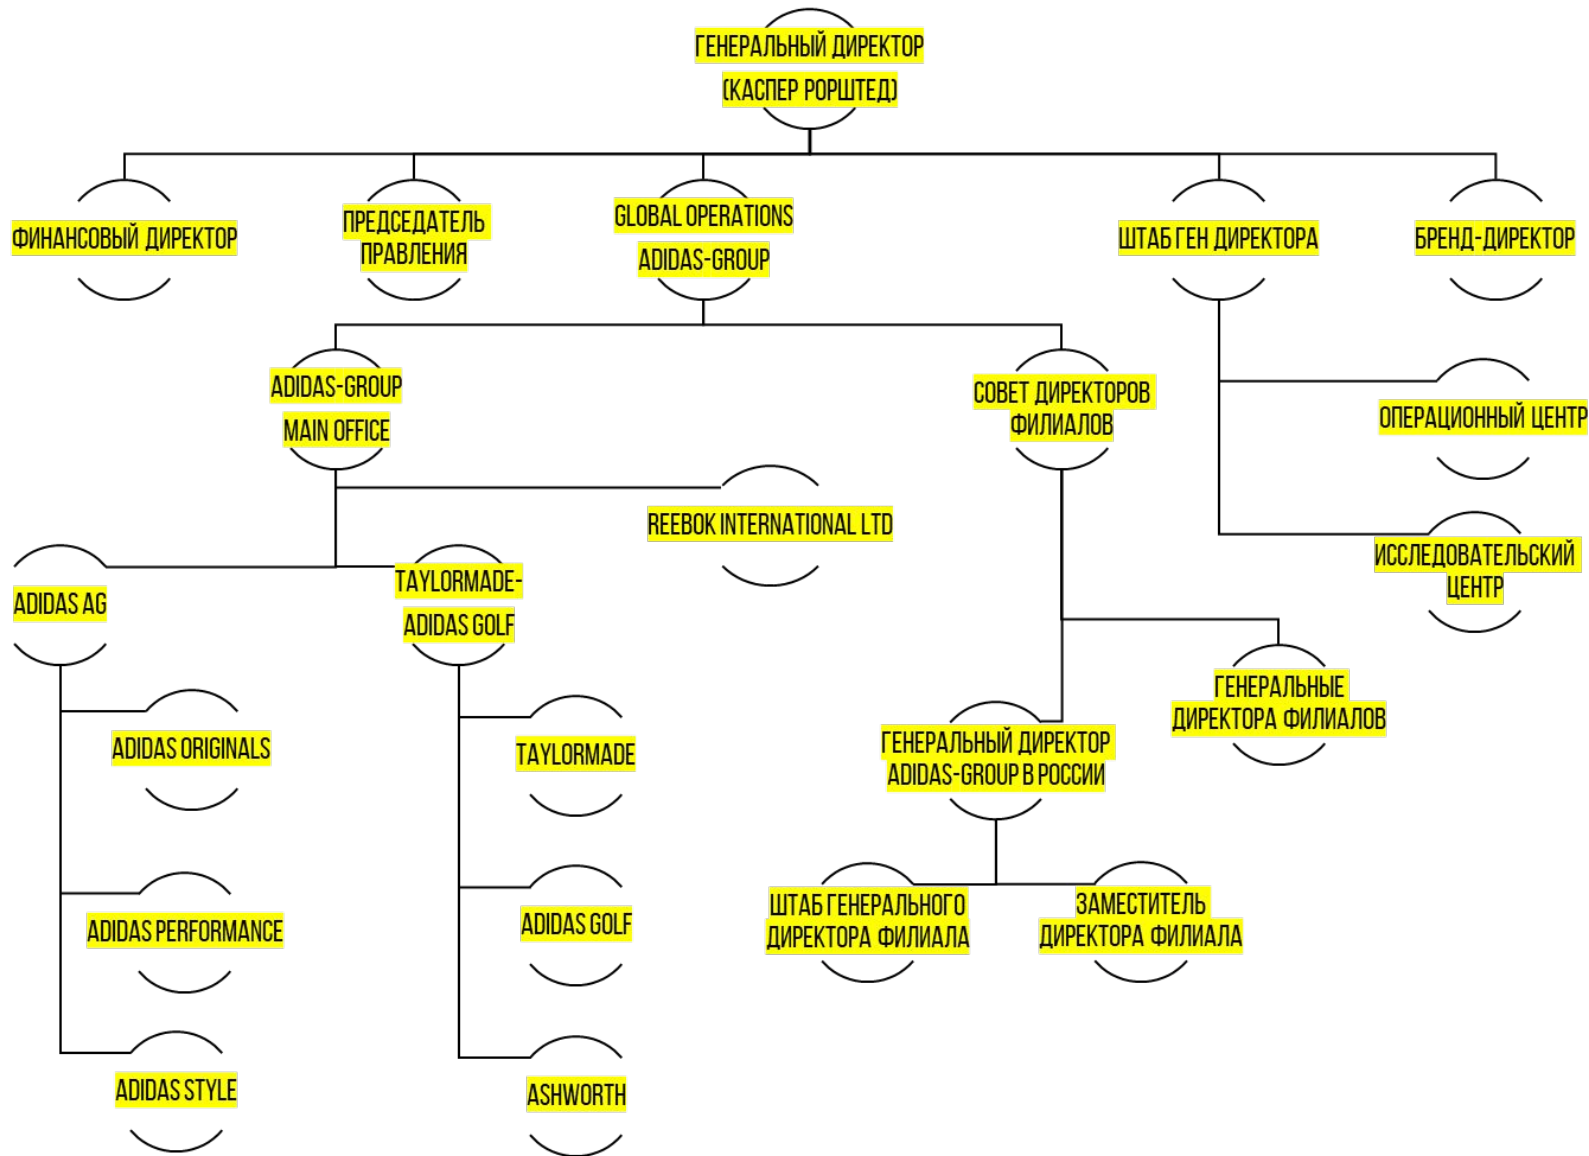 ГЕНЕРАЛЬНЫЙ ДИРЕКТОР
(КАСПЕР РОРШТЕД)
ФИНАНСОВЫЙ ДИРЕКТОР
ПРЕДСЕДАТЕЛЬ
ПРАВЛЕНИЯ
GLOBAL OPERATIONS
ADIDAS-GROUP
ШТАБ ГЕН ДИРЕКТОРА
БРЕНД-ДИРЕКТОР
ADIDAS-GROUP
MAIN OFFICE
СОВЕТ ДИРЕКТОРОВ
ФИЛИАЛОВ
ОПЕРАЦИОННЫЙ ЦЕНТР
REEBOK INTERNATIONAL LTD
ИССЛЕДОВАТЕЛЬСКИЙ
ЦЕНТР
ADIDAS AG
TAYLORMADE-
ADIDAS GOLF
ГЕНЕРАЛЬНЫЕ
ДИРЕКТОРА ФИЛИАЛОВ
ADIDAS ORIGINALS
TAYLORMADE
ГЕНЕРАЛЬНЫЙ ДИРЕКТОР
ADIDAS-GROUP В РОССИИ
ADIDAS PERFORMANCE
ADIDAS GOLF
ШТАБ ГЕНЕРАЛЬНОГО
ДИРЕКТОРА ФИЛИАЛА
ЗАМЕСТИТЕЛЬ
ДИРЕКТОРА ФИЛИАЛА
ADIDAS STYLE
ASHWORTH